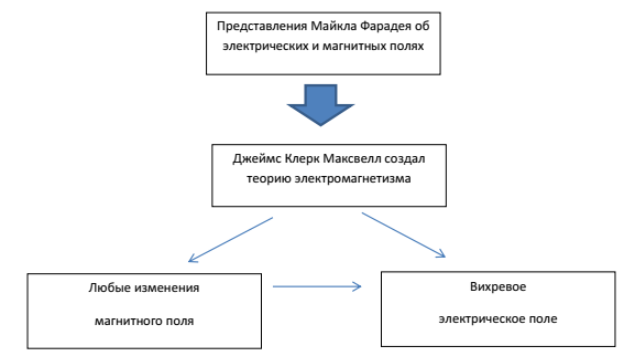 Представления Майкла Фарадея об
электрических и магнитных полях
Джеймс Клерк Максвелл создал
теорию электромагнетизма
Любые изменения
магнитного поля
Вихревое
электрическое поле